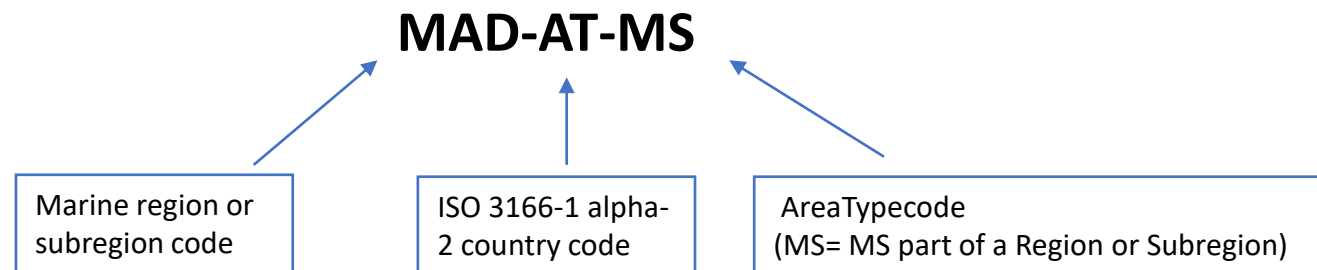 MAD-AT-MS
Marine region or
subregion code
ISO 3166-1 alpha-
2 country code
AreaTypecode
(MS= MS part of a Region or Subregion)